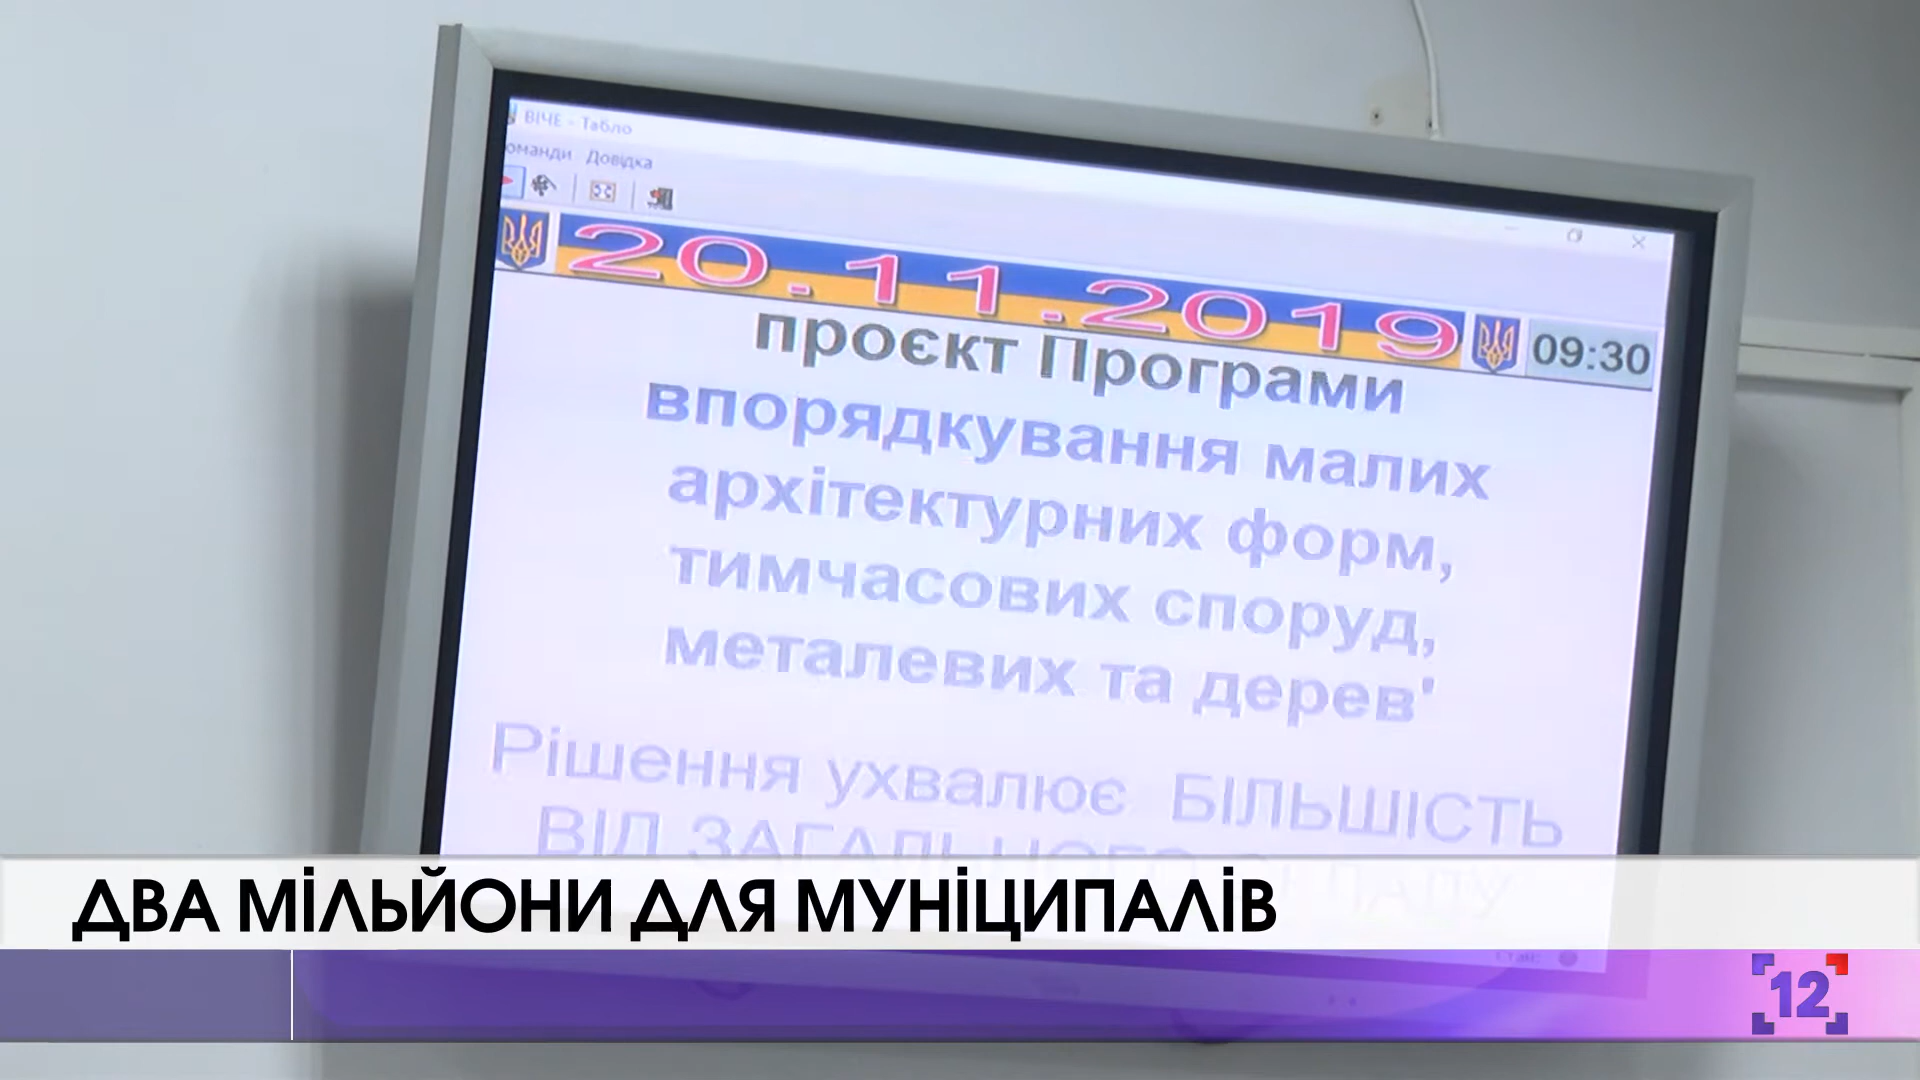 ВІЧЕ - Табло
оманди Довідка
20.11.2019
09:30
проєкт Програми
впорядкування малих
архітектурних форм,
тимчасових споруд,
металевих та дерев'
Рішення ухвалює БІЛЬШІСТЬ
ВІД ЗАГАЛЬНОГО
ДВА МІЛЬЙОНИ ДЛЯ МУНІЦИПАЛІВ
12